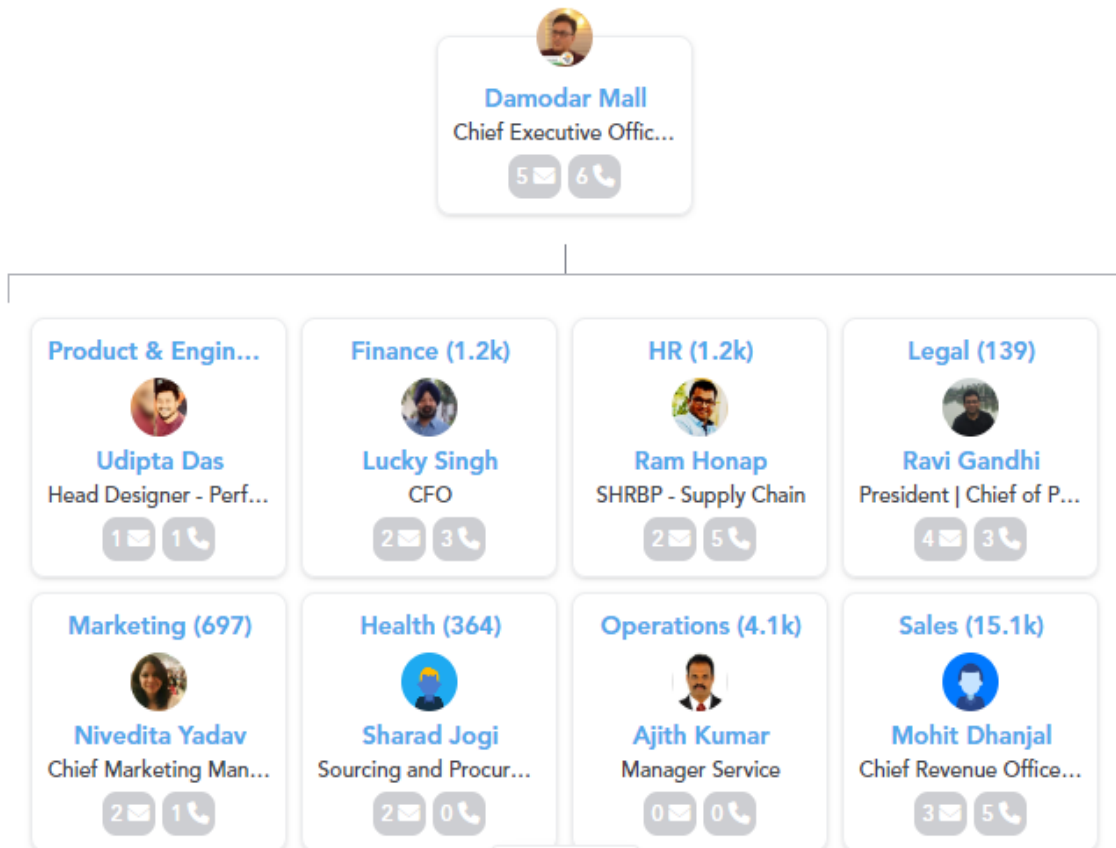 Damodar Mall
Chief Executive Offic...
5 6
Product & Engin...
Udipta Das
Head Designer - Perf...
1 1
Finance (1.2k)
Lucky Singh
CFO
2 3
HR (1.2k)
Ram Honap
SHRBP - Supply Chain
2 5
Legal (139)
Ravi Gandhi
President | Chief of P...
4 3
Marketing (697)
Nivedita Yadav
Chief Marketing Man...
2 1
Health (364)
Sharad Jogi
Sourcing and Procur...
2 0
Operations (4.1k)
Ajith Kumar
Manager Service
0 0
Sales (15.1k)
Mohit Dhanjal
Chief Revenue Office...
3 5